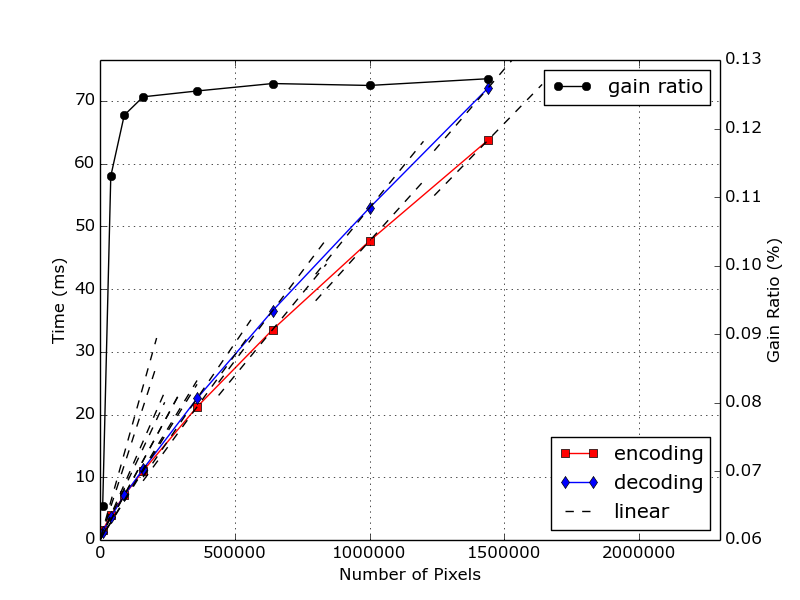 0.13
gain ratio
70
0.12
60
0.11
50
0.10
40
0.09
30
0.08
20
0.07
10
0
0.06
Time (ms)
Gain Ratio (%)
encoding
decoding
linear
0 500000 1000000 1500000 2000000
Number of Pixels